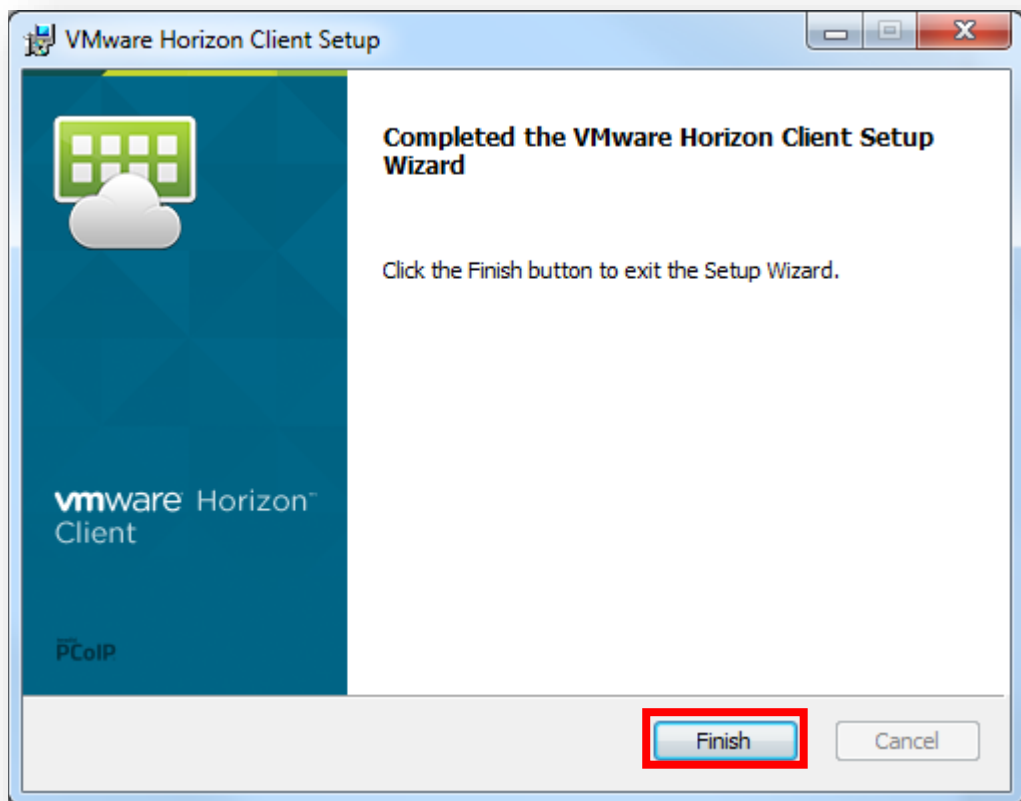 VMware Horizon Client Setup
Completed the VMware Horizon Client Setup
Wizard
Click the Finish button to exit the Setup Wizard.
vmware Horizon™
Client
PCoIP
Finish
Cancel